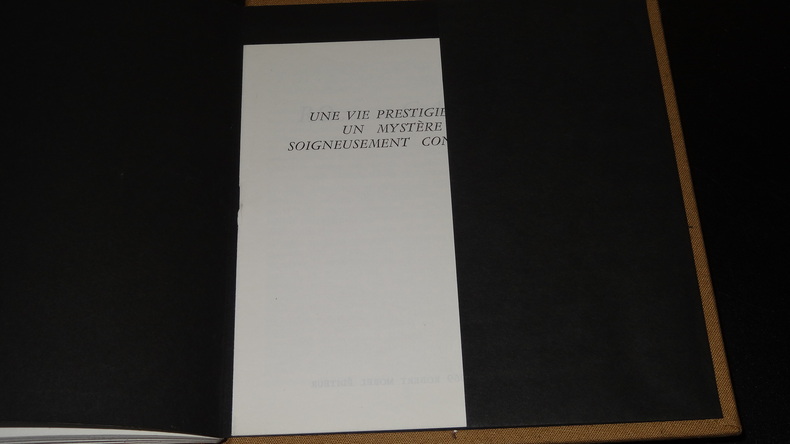 UNE VIE PRESTIGIE
UN MYSTÈRE
SOIGNEUSEMENT CON